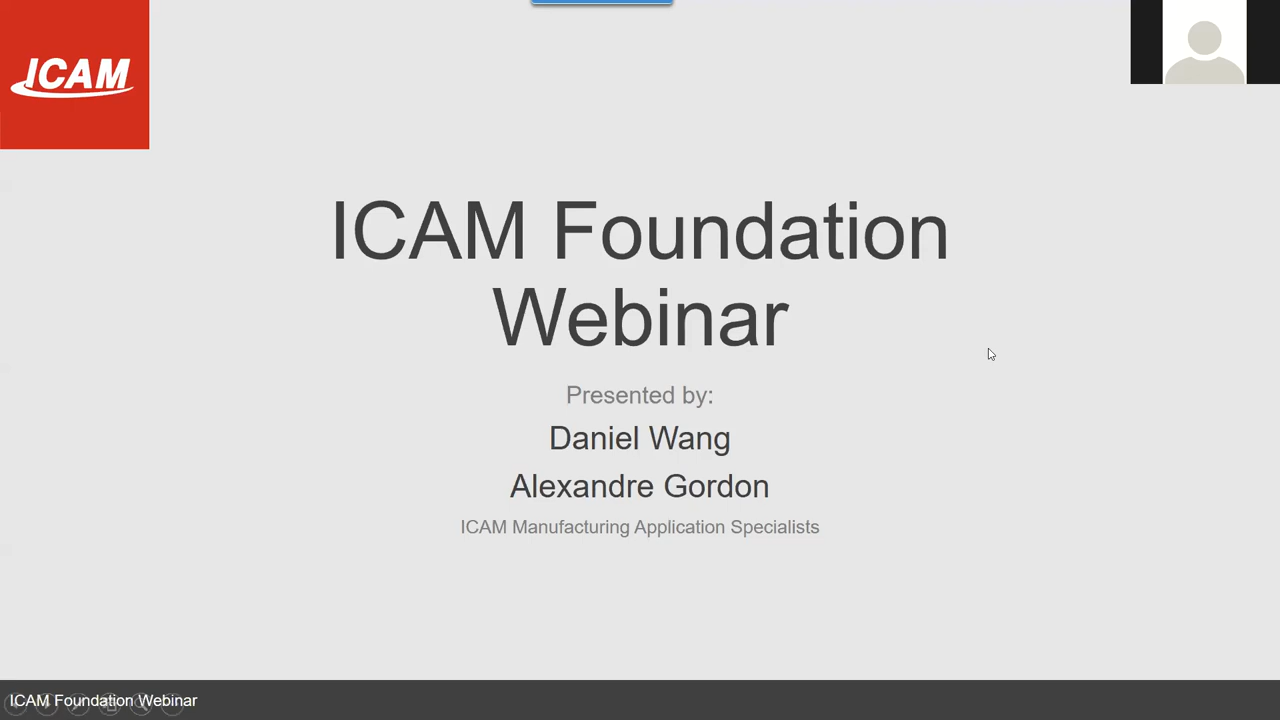 ICAM
ICAM Foundation
Webinar
Presented by:
Daniel Wang
Alexandre Gordon
ICAM Manufacturing Application Specialists
ICAM Foundation Webinar